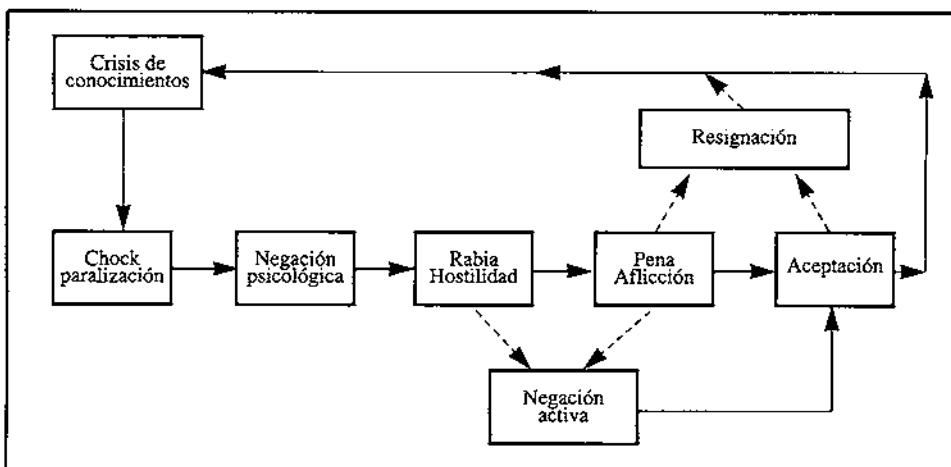 Crisis de
conocimientos
Resignación
Chock
paralización
Negación
psicológica
Rabia
Hostilidad
Pena
Aflicción
Aceptación
Negación
activa